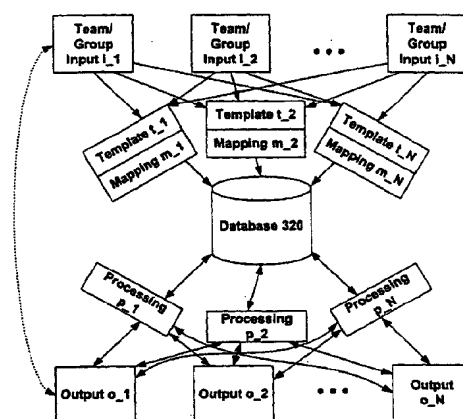 Team/
Group
Input i_1
Team/
Group
Input i_2
• • •
Team/
Group
Input i_N
Template t_1
Mapping m_1
Template t_2
Mapping m_2
Template t_N
Mapping m_N
Database 320
Processing
p_1
Processing
p_2
Processing
p_N
Output o_1
Output o_2
• • •
Output
o_N